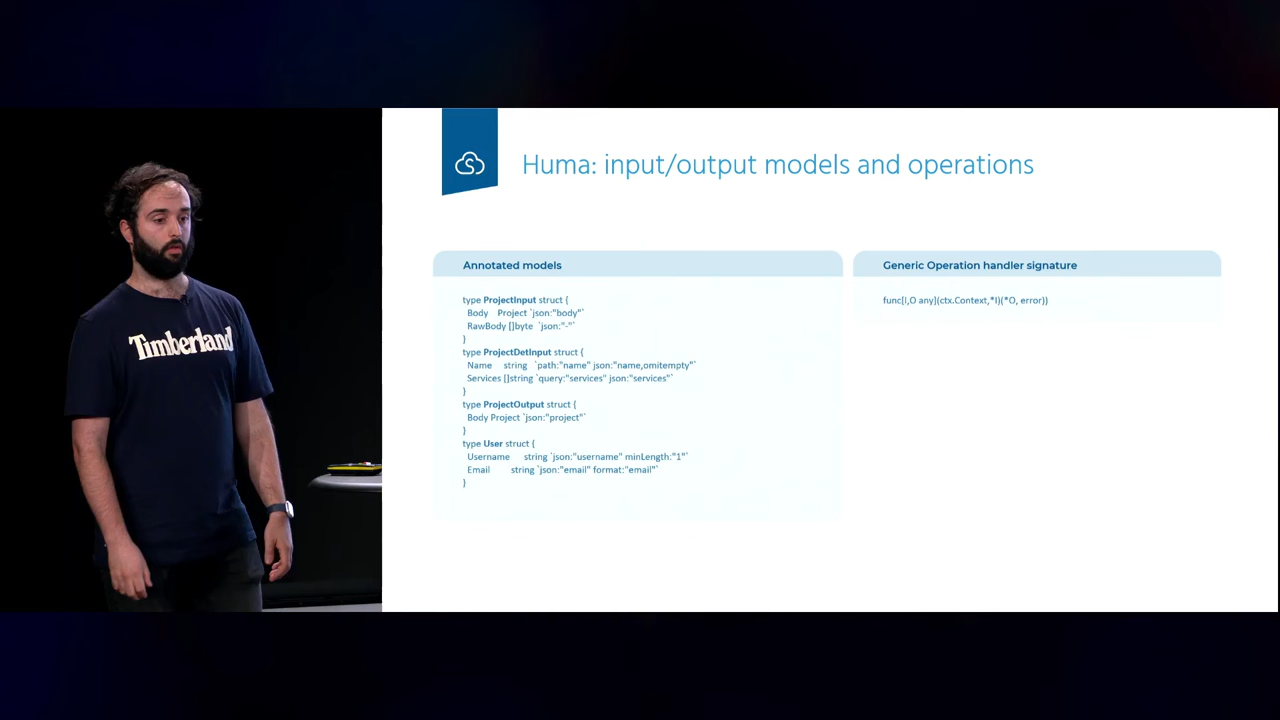 Huma: input/output models and operations
Timberland
Annotated models
type ProjectInput struct {
Body Project `json:"body"`
RawBody []byte `json:"-"`
}
type ProjectDetInput struct {
Name string `path:"name" json:"name,omitempty"`
Services []string `query:"services" json:"services"`
}
type ProjectOutput struct {
Body Project `json:"project"`
}
type User struct {
Username string `json:"username" minLength:"1"`
Email string `json:"email" format:"email"`
}
Generic Operation handler signature
func[I,O any](ctx.Context,*I)(*O, error))